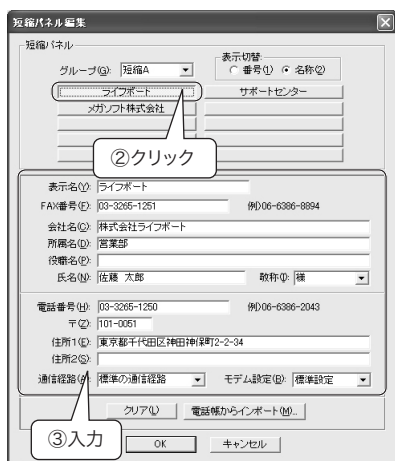 短縮パネル編集
短縮パネル
グループ(G): 短縮A
表示切替
番号(1) 名称(2)
ライフボート サポートセンター
メガソフト株式会社
②クリック
表示名(Y): ライフボート
FAX番号(F): 03-3265-1251 例)06-6386-8894
会社名(C): 株式会社ライフボート
所属名(D): 営業部
役職名(P):
氏名(N): 佐藤 太郎 敬称(J): 様
電話番号(H): 03-3265-1250 例)06-6386-2043
〒(Z): 101-0051
住所1(E): 東京都千代田区神田神保町2-2-34
住所2(S):
通信経路(A): 標準の通信経路 モデム設定(B): 標準設定
クリア(L) 電話帳からインポート(M)...
③入力
OK キャンセル